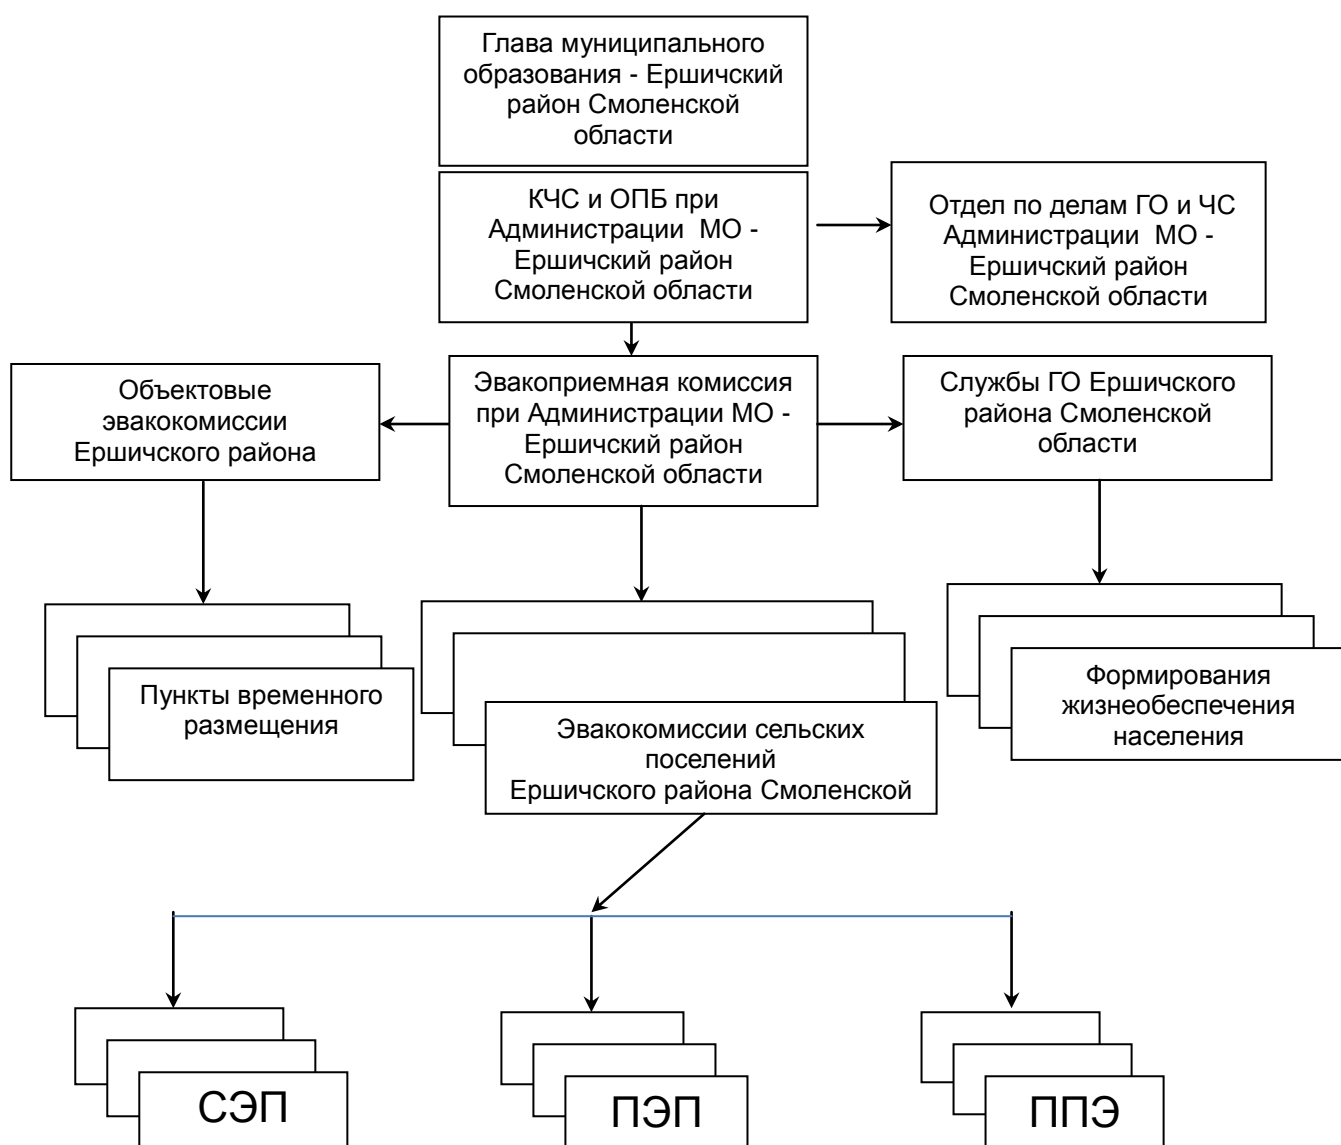 Глава муниципального
образования - Ершичский
район Смоленской
области
КЧС и ОПБ при
Администрации МО -
Ершичский район
Смоленской области
Отдел по делам ГО и ЧС
Администрации МО -
Ершичский район
Смоленской области
Объектовые
эвакокомиссии
Ершичского района
Эвакоприемная комиссия
при Администрации МО -
Ершичский район
Смоленской области
Службы ГО Ершичского
района Смоленской
области
Пункты временного
размещения
Эвакокомиссии сельских
поселений
Ершичского района Смоленской
Формирования
жизнеобеспечения
населения
СЭП
ПЭП
ППЭ